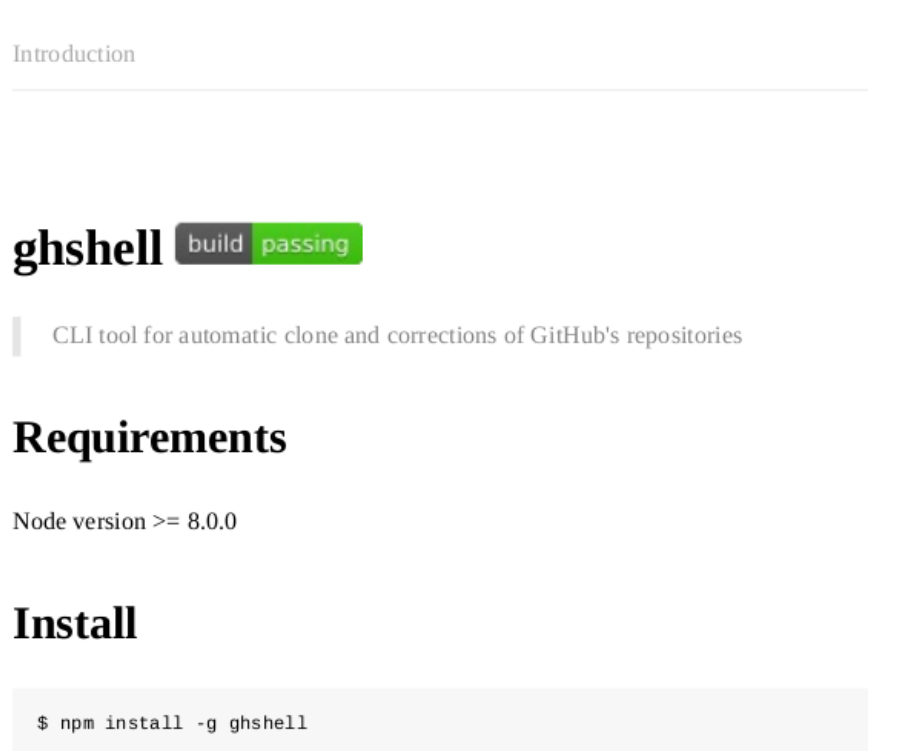 Introduction
ghshell build passing
CLI tool for automatic clone and corrections of GitHub's repositories
Requirements
Node version >= 8.0.0
Install
$ npm install -g ghshell